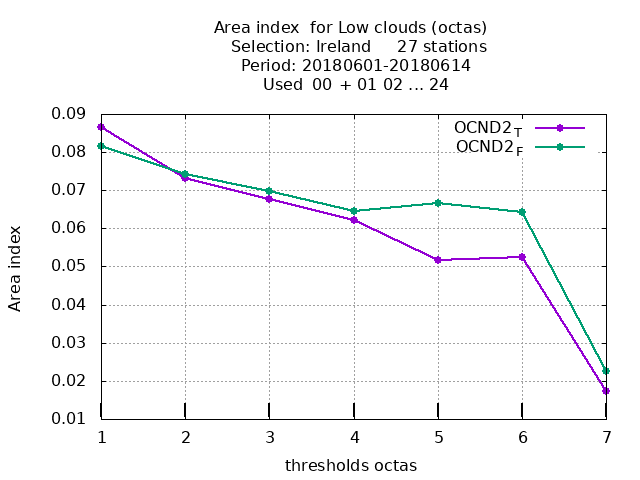 Area index  for Low clouds (octas)
Selection: Ireland     27 stations
Period: 20180601-20180614
Used  00 + 01 02 ... 24
OCND2T
OCND2F
0.09
0.08
0.07
0.06
0.05
0.04
0.03
0.02
0.01
Area index
1 2 3 4 5 6 7
thresholds octas